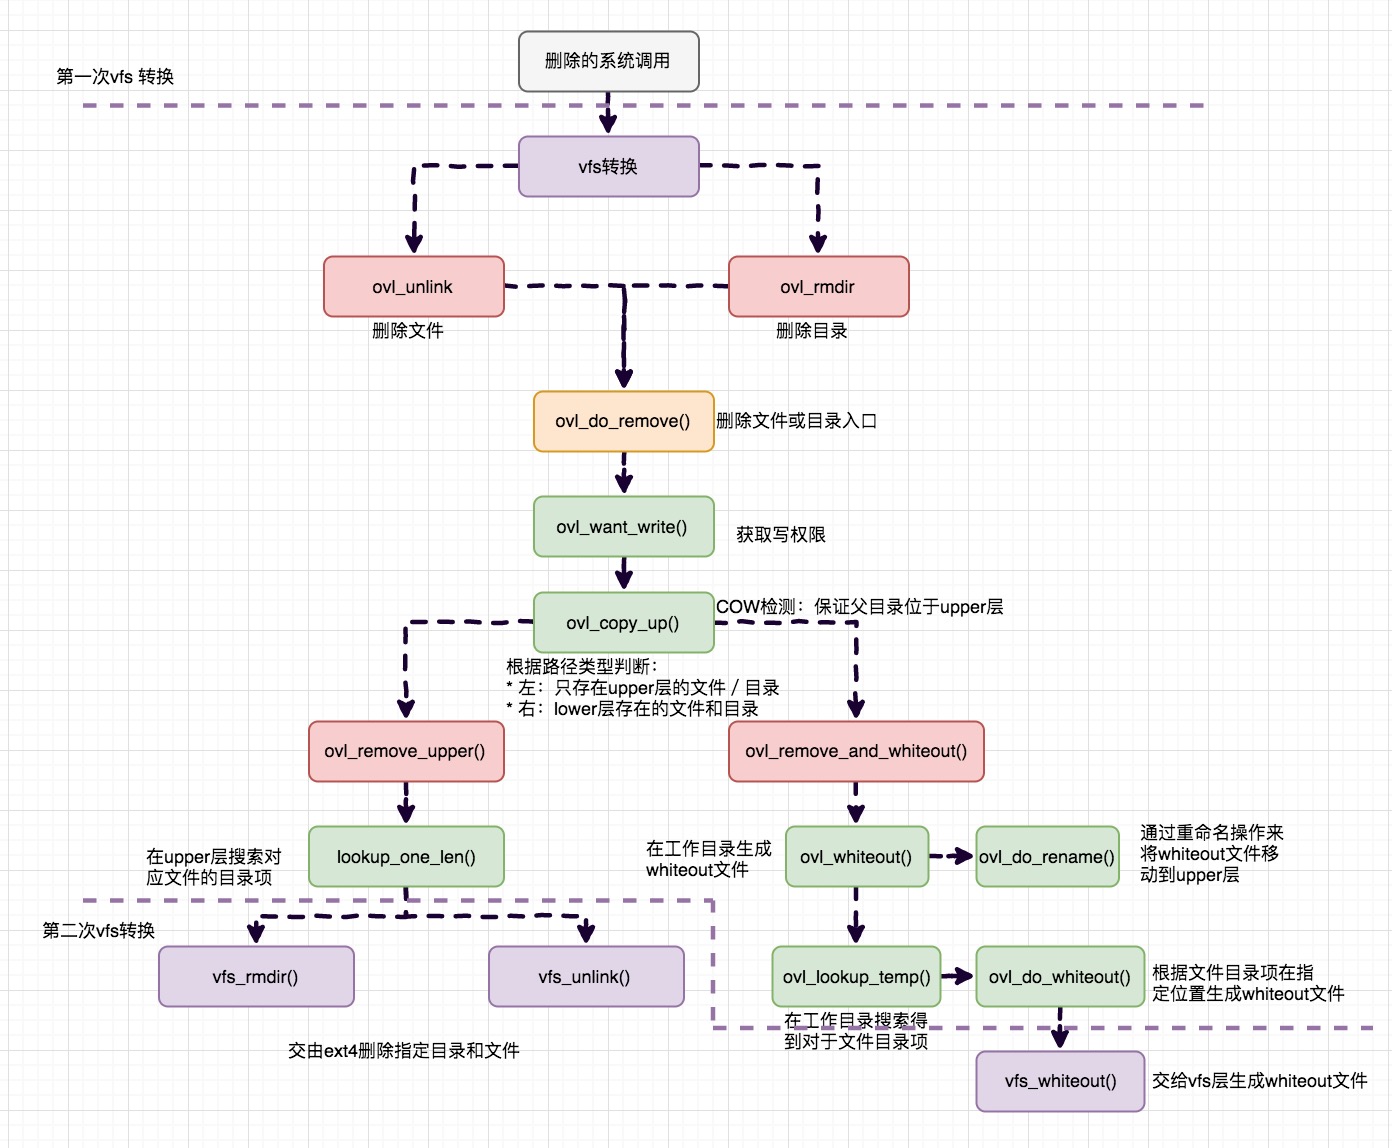 删除的系统调用
第一次vfs 转换
vfs转换
ovl_unlink
ovl_rmdir
删除文件
删除目录
ovl_do_remove()
删除文件或目录入口
ovl_want_write()
获取写权限
COW检测：保证父目录位于upper层
ovl_copy_up()
根据路径类型判断：
* 左：只存在upper层的文件／目录
* 右：lower层存在的文件和目录
ovl_remove_upper()
ovl_remove_and_whiteout()
在upper层搜索对
应文件的目录项
lookup_one_len()
在工作目录生成
whiteout文件
ovl_whiteout()
ovl_do_rename()
通过重命名操作来
将whiteout文件移
动到upper层
第二次vfs转换
vfs_rmdir()
vfs_unlink()
ovl_lookup_temp()
ovl_do_whiteout()
根据文件目录项在指
定位置生成whiteout文件
在工作目录搜索得
到对于文件目录项
交由ext4删除指定目录和文件
vfs_whiteout()
交给vfs层生成whiteout文件